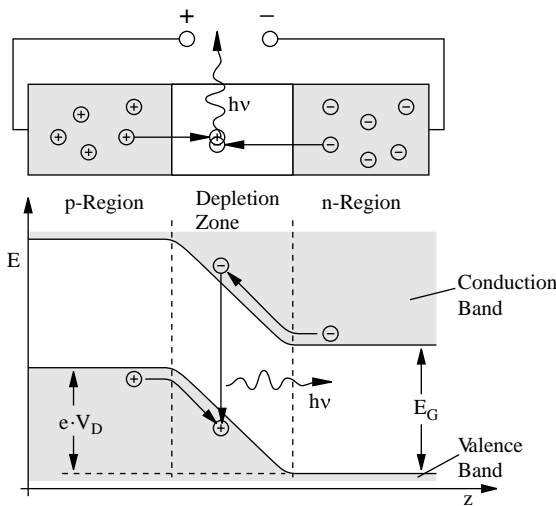 + −
hν
+ + + + +
+
− − − − − −
p-Region Depletion Zone n-Region
E
−
−
Conduction
Band
+
hν
e·V_D
+
E_G
Valence
Band
z